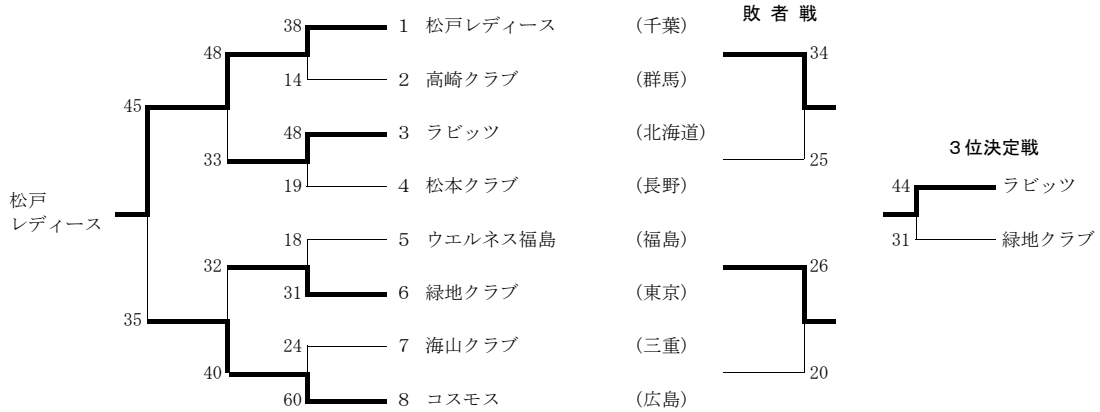 敗 者 戦
38 1 松戸レディース (千葉)
48 34
14 2 高崎クラブ (群馬)
45
48 3 ラビッツ (北海道)
33 25
3位決定戦
19 4 松本クラブ (長野)
44 ラビッツ
松戸
レディース
18 5 ウエルネス福島 (福島)
31 緑地クラブ
32 26
31 6 緑地クラブ (東京)
35
24 7 海山クラブ (三重)
40 20
60 8 コスモス (広島)